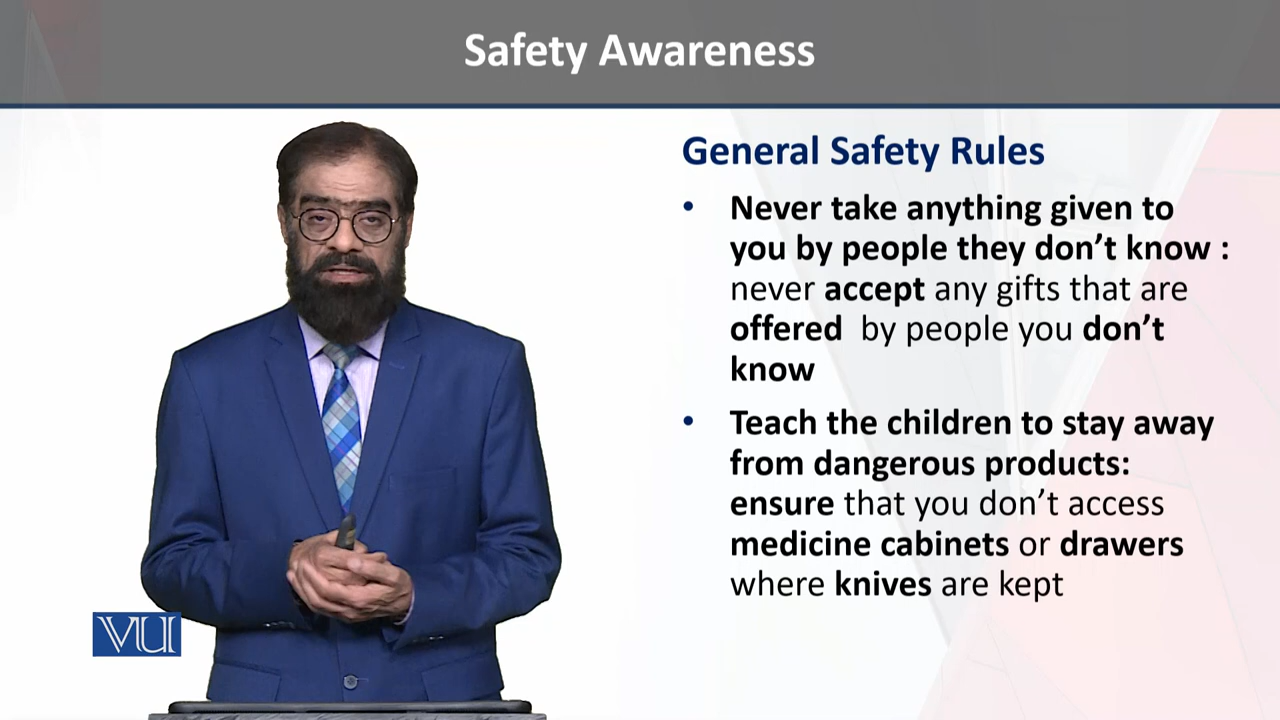 Safety Awareness
General Safety Rules
• Never take anything given to
you by people they don't know :
never accept any gifts that are
offered by people you don't
know
• Teach the children to stay away
from dangerous products:
ensure that you don't access
medicine cabinets or drawers
where knives are kept
VU